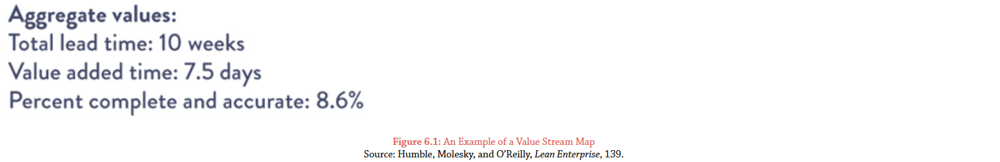 Aggregate values:
Total lead time: 10 weeks
Value added time: 7.5 days
Percent complete and accurate: 8.6%
Figure 6.1: An Example of a Value Stream Map
Source: Humble, Molesky, and O’Reilly, Lean Enterprise, 139.